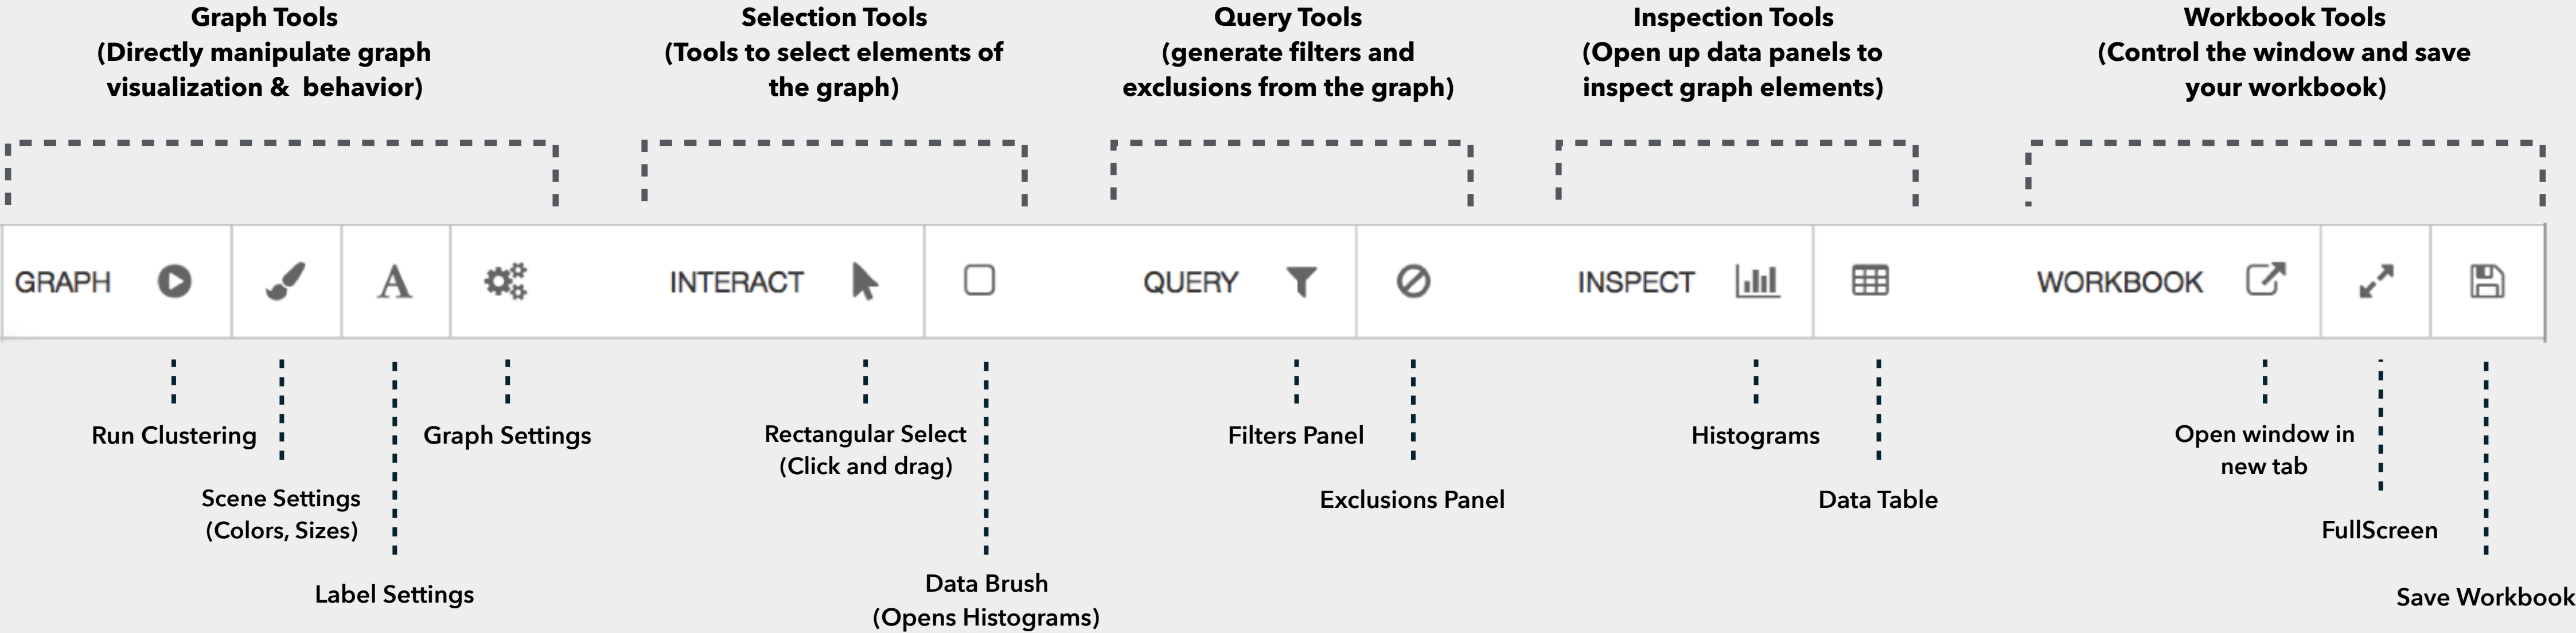 Graph Tools
(Directly manipulate graph
visualization & behavior)
Selection Tools
(Tools to select elements of
the graph)
Query Tools
(generate filters and
exclusions from the graph)
Inspection Tools
(Open up data panels to
inspect graph elements)
Workbook Tools
(Control the window and save
your workbook)
GRAPH
INTERACT
QUERY
INSPECT
WORKBOOK
Run Clustering
Scene Settings
(Colors, Sizes)
Label Settings
Graph Settings
Rectangular Select
(Click and drag)
Data Brush
(Opens Histograms)
Filters Panel
Exclusions Panel
Histograms
Data Table
Open window in
new tab
FullScreen
Save Workbook